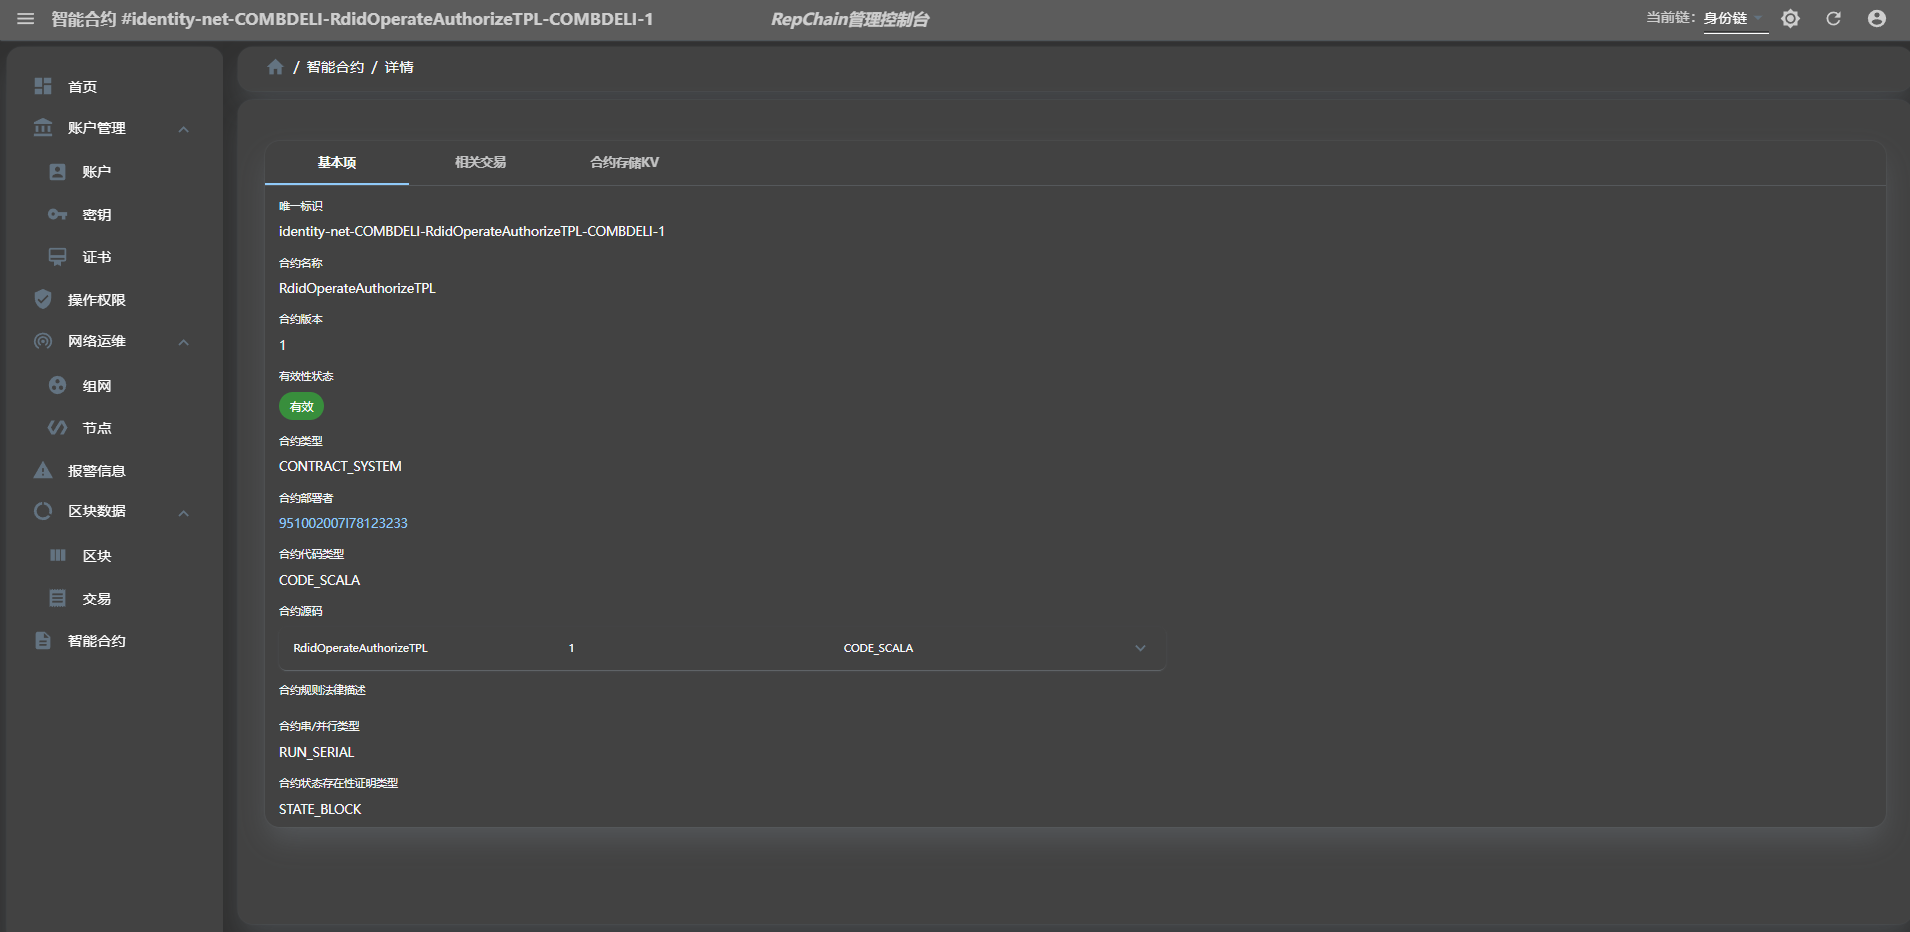 智能合约 #identity-net-COMBDELI-RdidOperateAuthorizeTPL-COMBDELI-1
RepChain管理控制台
当前链: 身份链
首页
账户管理
账户
密钥
证书
操作权限
网络运维
组网
节点
报警信息
区块数据
区块
交易
智能合约
/ 智能合约 / 详情
基本项 相关交易 合约存储KV
唯一标识
identity-net-COMBDELI-RdidOperateAuthorizeTPL-COMBDELI-1
合约名称
RdidOperateAuthorizeTPL
合约版本
1
有效性状态
有效
合约类型
CONTRACT_SYSTEM
合约部署者
951002007l78123233
合约代码类型
CODE_SCALA
合约源码
RdidOperateAuthorizeTPL 1 CODE_SCALA
合约规则法律描述
合约串/并行类型
RUN_SERIAL
合约状态存在性证明类型
STATE_BLOCK